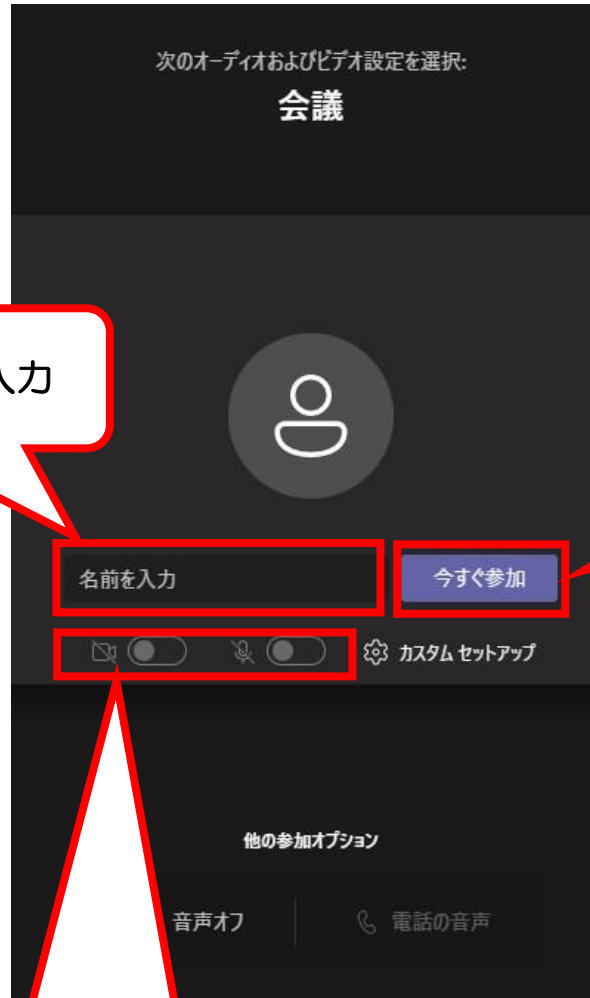 次のオーディオおよびビデオ設定を選択:
会議
入力
名前を入力
今すぐ参加
カスタム セットアップ
他の参加オプション
音声オフ
電話の音声